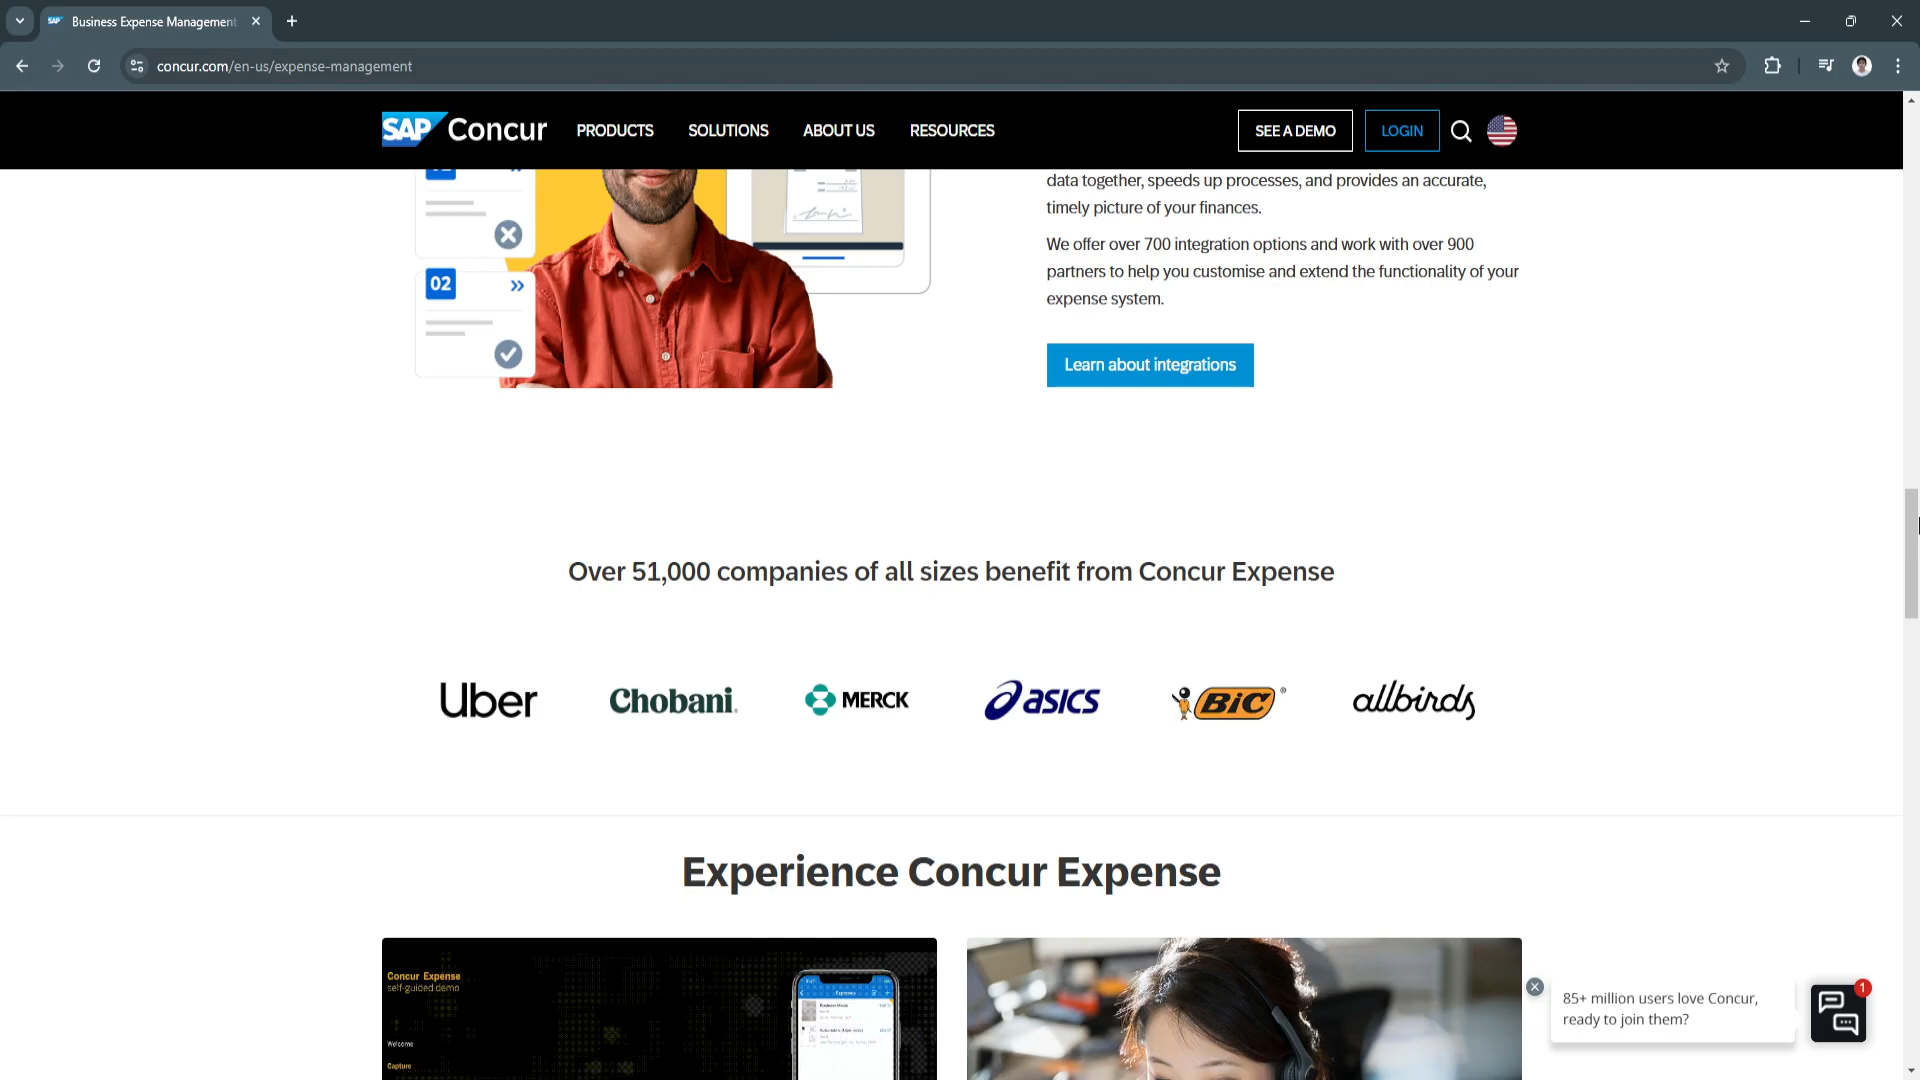 Business Expense Management
concur.com/en-us/expense-management
SAP Concur
PRODUCTS
SOLUTIONS
ABOUT US
RESOURCES
SEE A DEMO
LOGIN
data together, speeds up processes, and provides an accurate,
timely picture of your finances.
We offer over 700 integration options and work with over 900
partners to help you customise and extend the functionality of your
expense system.
02
Learn about integrations
Over 51,000 companies of all sizes benefit from Concur Expense
Uber
Chobani.
MERCK
asics
BiC®
allbirds
Experience Concur Expense
Concur Expense
self-guided demo
Welcome
Capture
Expenses
85+ million users love Concur,
ready to join them?
1